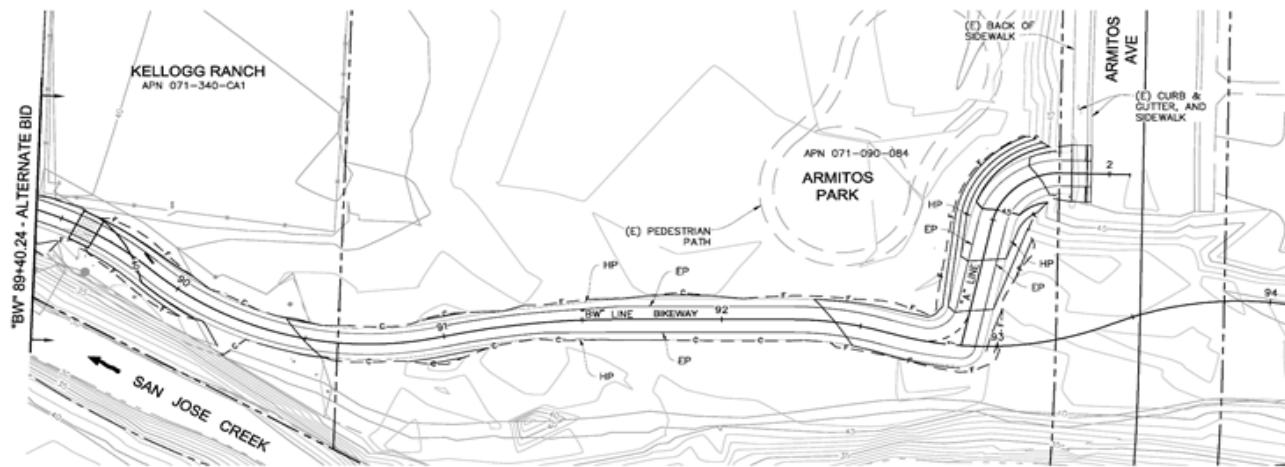 (E) BACK OF
SIDEWALK
ARMITOS
AVE
KELLOGG RANCH
APN 071-340-CA1
(E) CURB &
GUTTER, AND
SIDEWALK
"BW" 89+40.24 - ALTERNATE BID
APN 071-090-084
ARMITOS
PARK
2
HP
45
(E) PEDESTRIAN
PATH
EP
HP
HP
EP
"A" LINE
EP
90
91
"BW" LINE BIKEWAY
92
93
94
HP
EP
SAN JOSE CREEK